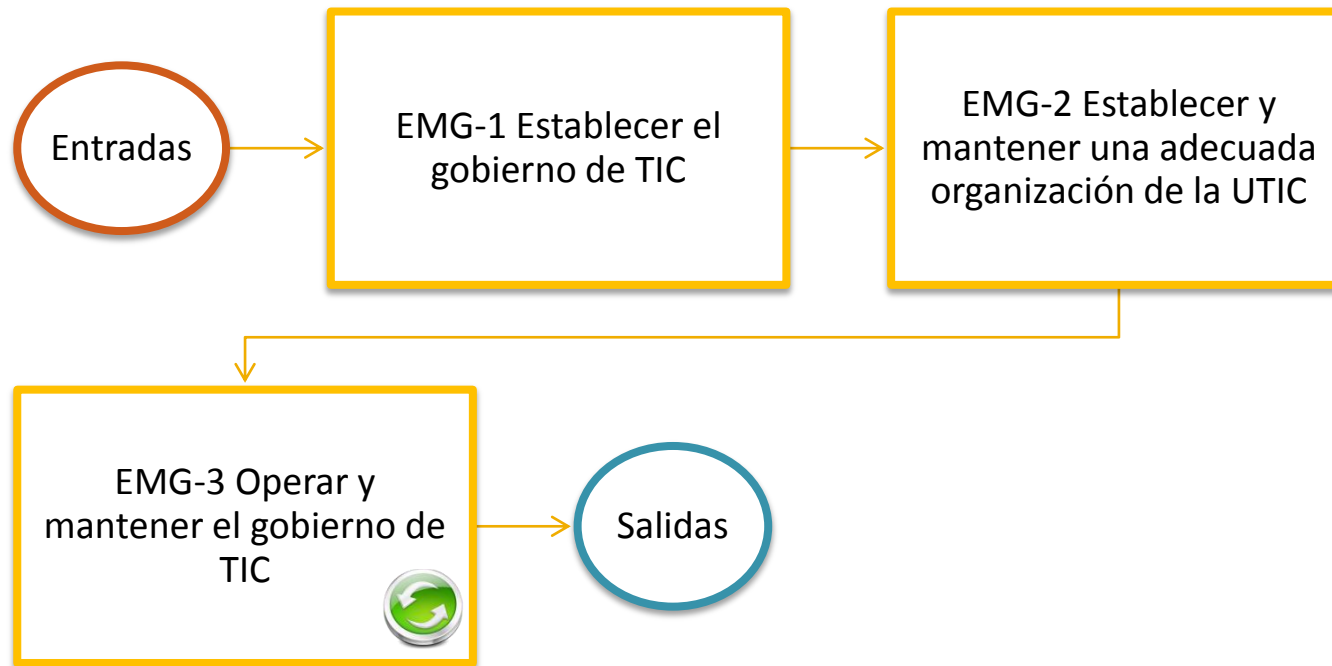 Entradas
EMG-1 Establecer el
gobierno de TIC
EMG-2 Establecer y
mantener una adecuada
organización de la UTIC
EMG-3 Operar y
mantener el gobierno de
TIC
Salidas